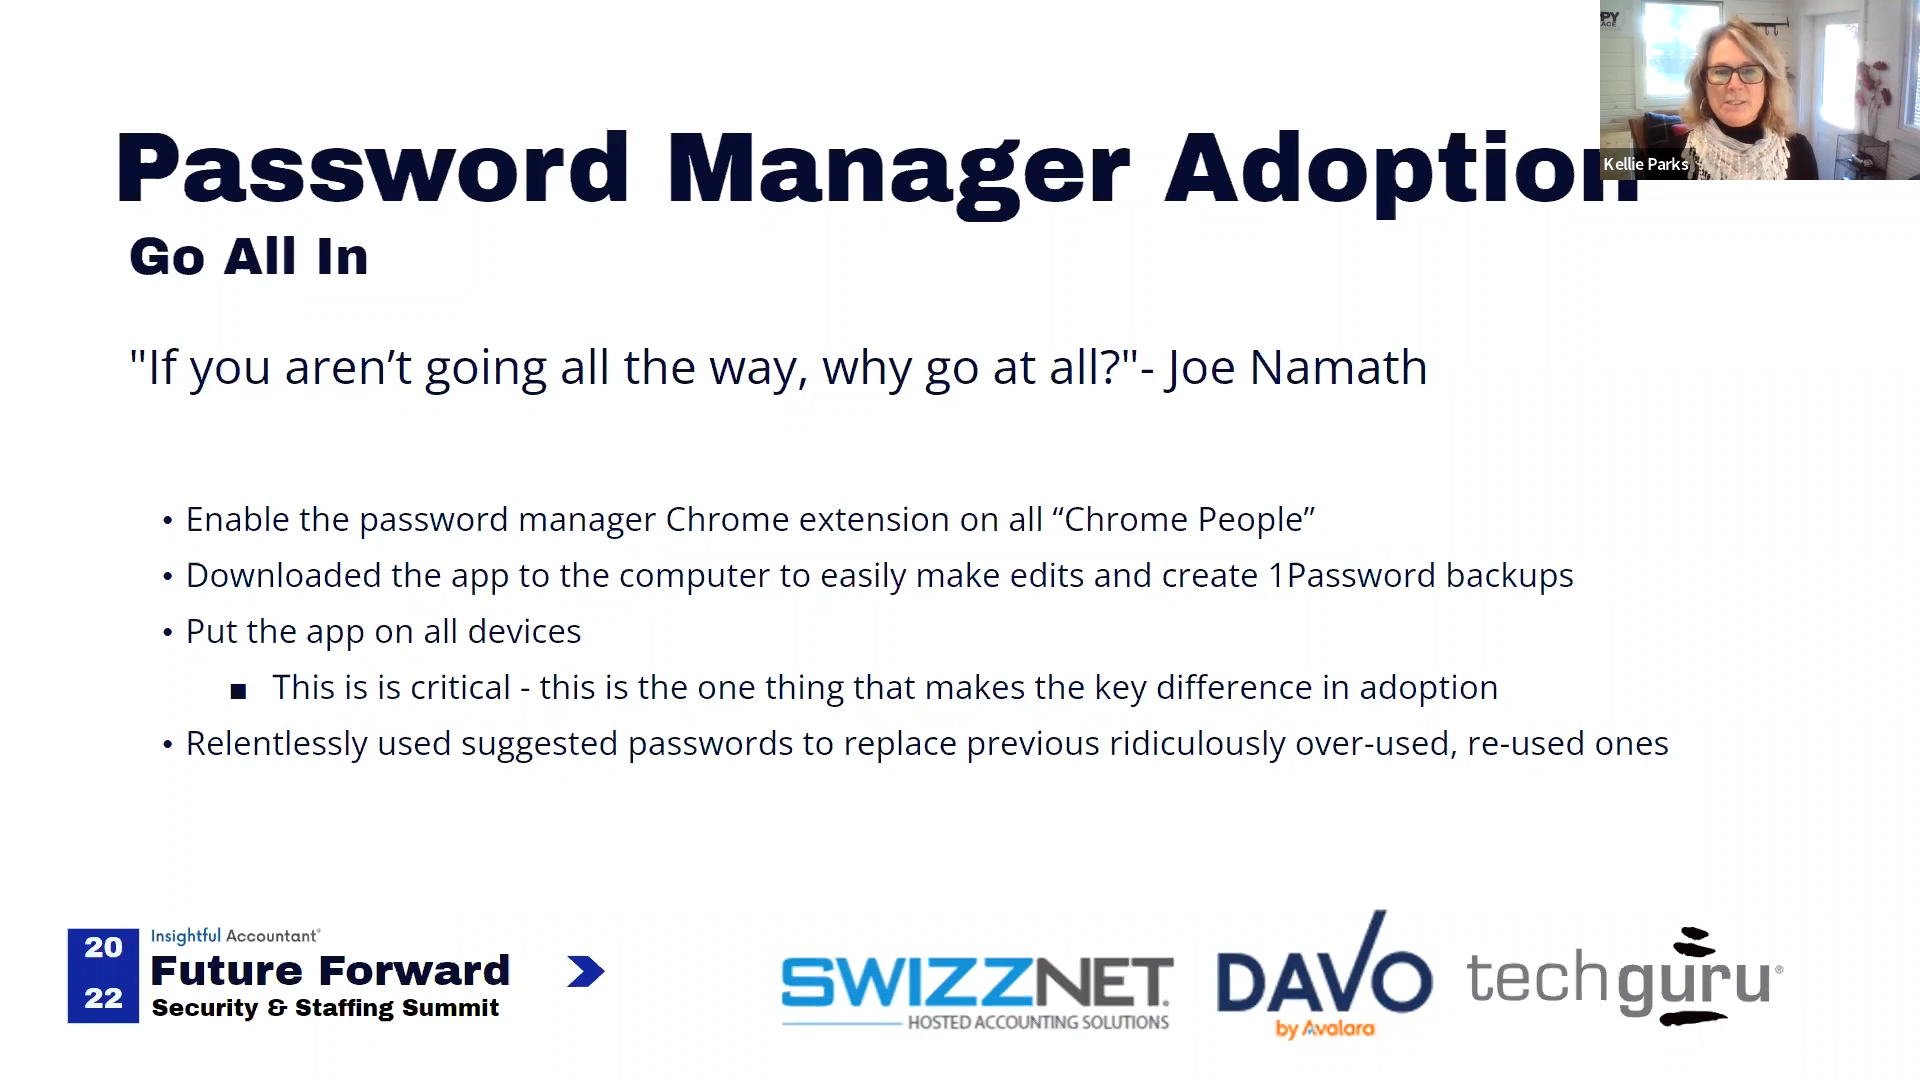 PY
ACE
Kellie Parks
Password Manager Adoption
Go All In
"If you aren’t going all the way, why go at all?"- Joe Namath
• Enable the password manager Chrome extension on all “Chrome People”
• Downloaded the app to the computer to easily make edits and create 1Password backups
• Put the app on all devices
■ This is is critical - this is the one thing that makes the key difference in adoption
• Relentlessly used suggested passwords to replace previous ridiculously over-used, re-used ones
20
22
Insightful Accountant®
Future Forward
Security & Staffing Summit
SWIZZNET.
HOSTED ACCOUNTING SOLUTIONS
DAVO
by Avalara
techguru®